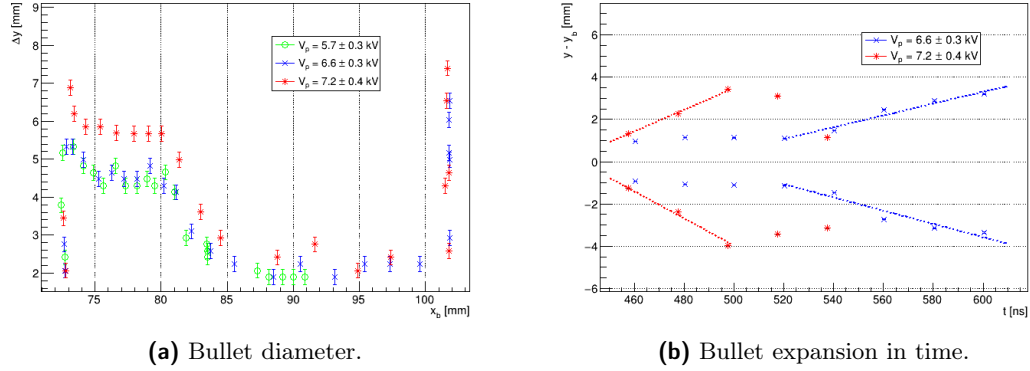 Δy [mm]
9
8
7
6
5
4
3
2
75 80 85 90 95 100
x_b [mm]
V_p = 5.7 ± 0.3 kV
V_p = 6.6 ± 0.3 kV
V_p = 7.2 ± 0.4 kV
(a) Bullet diameter.
y - y_b [mm]
6
4
2
0
−2
−4
−6
460 480 500 520 540 560 580 600
t [ns]
V_p = 6.6 ± 0.3 kV
V_p = 7.2 ± 0.4 kV
(b) Bullet expansion in time.